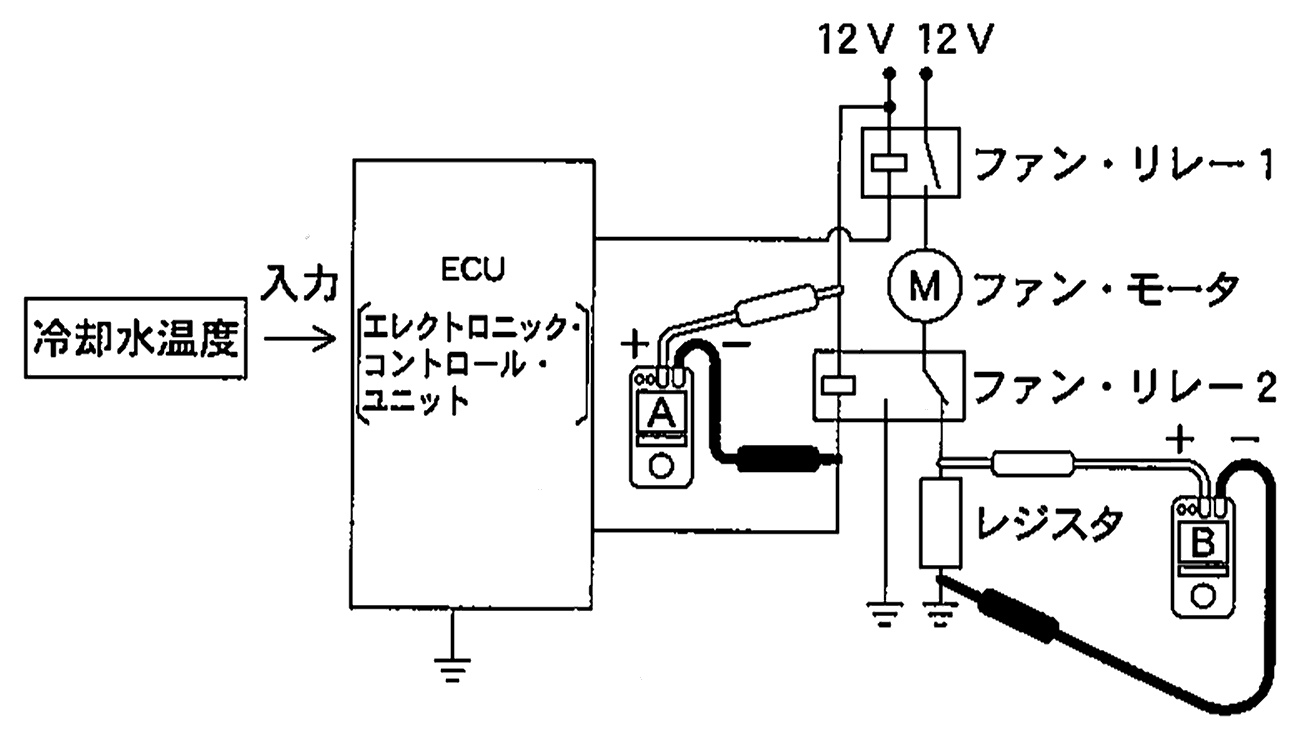 12V 12V
ファン・リレー1
ECU
入力
冷却水温度
エレクトロニック・
コントロール・
ユニット
M
ファン・モータ
+ −
A
ファン・リレー2
+ −
レジスタ
B